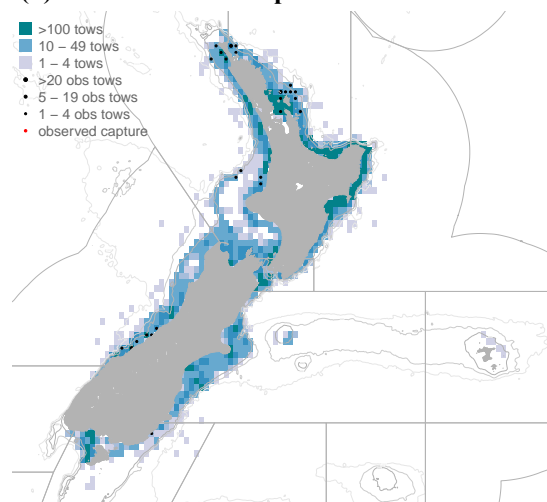 >100 tows
10 – 49 tows
1 – 4 tows
>20 obs tows
5 – 19 obs tows
1 – 4 obs tows
observed capture